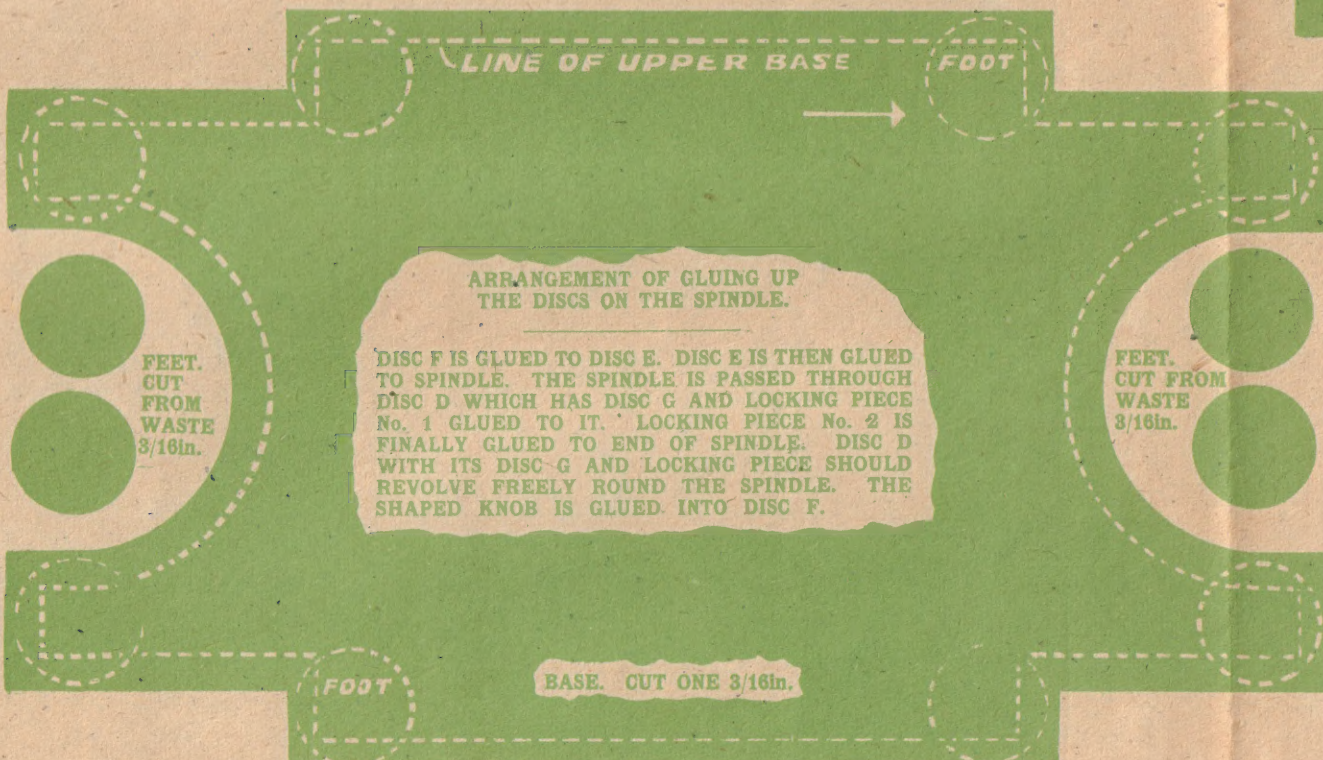 LINE OF UPPER BASE
FOOT
ARRANGEMENT OF GLUING UP
THE DISCS ON THE SPINDLE.
DISC F IS GLUED TO DISC E. DISC E IS THEN GLUED
TO SPINDLE. THE SPINDLE IS PASSED THROUGH
DISC D WHICH HAS DISC G AND LOCKING PIECE
No. 1 GLUED TO IT. LOCKING PIECE No. 2 IS
FINALLY GLUED TO END OF SPINDLE. DISC D
WITH ITS DISC G AND LOCKING PIECE SHOULD
REVOLVE FREELY ROUND THE SPINDLE. THE
SHAPED KNOB IS GLUED INTO DISC F.
FEET.
CUT
FROM
WASTE
3/16in.
FEET.
CUT FROM
WASTE
3/16in.
FOOT
BASE. CUT ONE 3/16in.